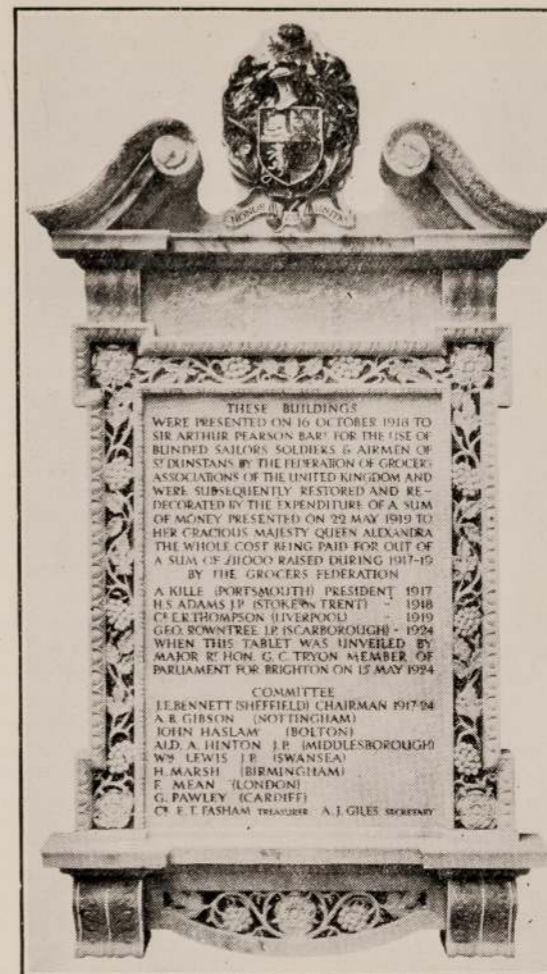 THESE BUILDINGS
WERE PRESENTED ON 16 OCTOBER 1918 TO
SIR ARTHUR PEARSON BART FOR THE USE OF
BLINDED SAILORS SOLDIERS & AIRMEN OF
ST DUNSTANS BY THE FEDERATION OF GROCERS
ASSOCIATIONS OF THE UNITED KINGDOM AND
WERE SUBSEQUENTLY RESTORED AND RE-
DECORATED BY THE EXPENDITURE OF A SUM
OF MONEY PRESENTED ON 22 MAY 1919 TO
HER GRACIOUS MAJESTY QUEEN ALEXANDRA
THE WHOLE COST BEING PAID FOR OUT OF
A SUM OF £11000 RAISED DURING 1917-19
BY THE GROCERS FEDERATION
A KILLE (PORTSMOUTH) PRESIDENT 1917
H.S. ADAMS J.P. (STOKE ON TRENT) " 1918
CR E.R. THOMPSON (LIVERPOOL) " 1919
GEO. ROWNTREE J.P. (SCARBOROUGH) " 1924
WHEN THIS TABLET WAS UNVEILED BY
MAJOR RT HON. G. C. TRYON MEMBER OF
PARLIAMENT FOR BRIGHTON ON 15 MAY 1924
COMMITTEE
J.E. BENNETT (SHEFFIELD) CHAIRMAN 1917-24
A. B. GIBSON (NOTTINGHAM)
JOHN HASLAM (BOLTON)
ALD. A. HINTON J.P. (MIDDLESBOROUGH)
WM LEWIS J.P. (SWANSEA)
H. MARSH (BIRMINGHAM)
F. MEAN (LONDON)
G. PAWLEY (CARDIFF)
CR E. T. FASHAM TREASURER A. J. GILES SECRETARY